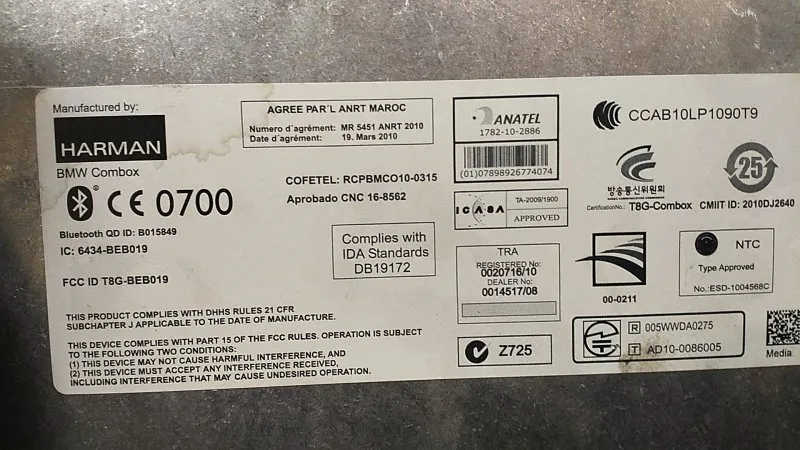 Manufactured by:
HARMAN
BMW Combox
CE 0700
Bluetooth QD ID: B015849
IC: 6434-BEB019
FCC ID T8G-BEB019
THIS PRODUCT COMPLIES WITH DHHS RULES 21 CFR
SUBCHAPTER J APPLICABLE TO THE DATE OF MANUFACTURE.
THIS DEVICE COMPLIES WITH PART 15 OF THE FCC RULES. OPERATION IS SUBJECT
TO THE FOLLOWING TWO CONDITIONS:
(1) THIS DEVICE MAY NOT CAUSE HARMFUL INTERFERENCE, AND
(2) THIS DEVICE MUST ACCEPT ANY INTERFERENCE RECEIVED,
INCLUDING INTERFERENCE THAT MAY CAUSE UNDESIRED OPERATION.
AGREE PAR´L ANRT MAROC
Numero d´agrément: MR 5451 ANRT 2010
Date d´agrément: 19. Mars 2010
COFETEL: RCPBMCO10-0315
Aprobado CNC 16-8562
Complies with
IDA Standards
DB19172
ANATEL
1782-10-2886
(01)07898926774074
ICASA
TA-2009/1900
APPROVED
TRA
REGISTERED No:
0020716/10
DEALER No:
0014517/08
Z725
CCAB10LP1090T9
방송통신위원회
KOREA COMMUNICATIONS COMMISSION
CertificationNo.: T8G-Combox
25
CMIIT ID: 2010DJ2640
00-0211
NTC
Type Approved
No.: ESD-1004568C
R 005WWDA0275
T AD10-0086005
Media